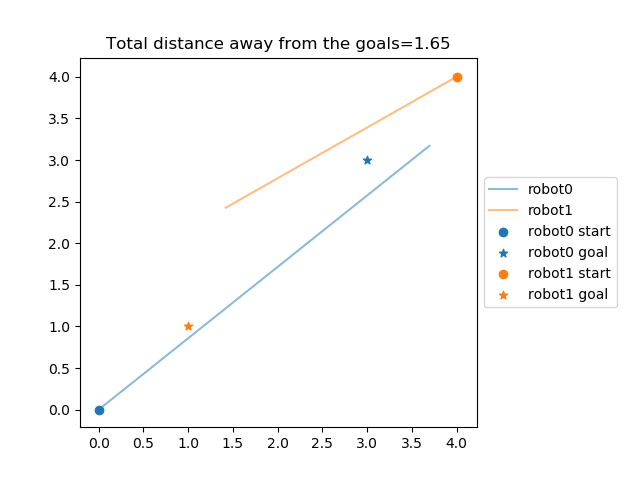 Total distance away from the goals=1.65
4.0
3.5
3.0
2.5
2.0
1.5
1.0
0.5
0.0
0.0 0.5 1.0 1.5 2.0 2.5 3.0 3.5 4.0
robot0
robot1
robot0 start
robot0 goal
robot1 start
robot1 goal